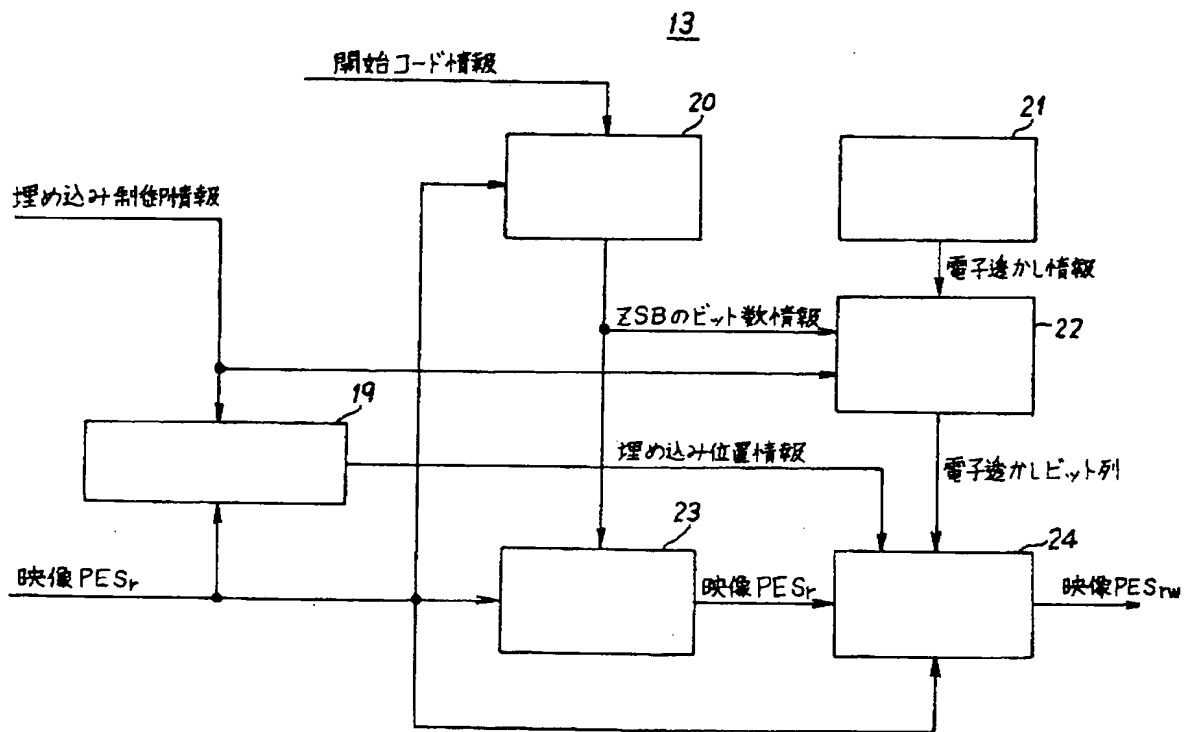 13
開始コード情報
20
21
埋め込み制御情報
電子透かし情報
ZSBのビット数情報
22
19
埋め込み位置情報
電子透かしビット列
23
24
映像PESr
映像PESr
映像PESrw